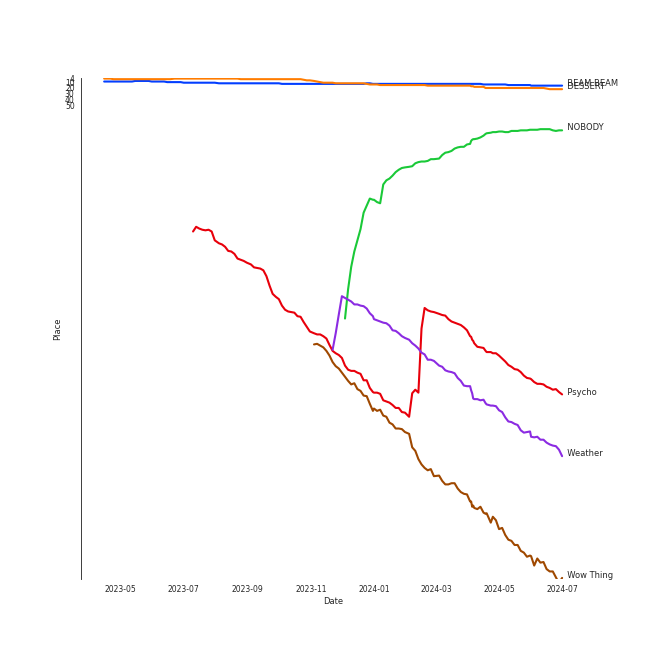 4
10
20
30
40
50
BEAM BEAM
DESSERT
NOBODY
Psycho
Weather
Wow Thing
Place
2023-05
2023-07
2023-09
2023-11
2024-01
2024-03
2024-05
2024-07
Date